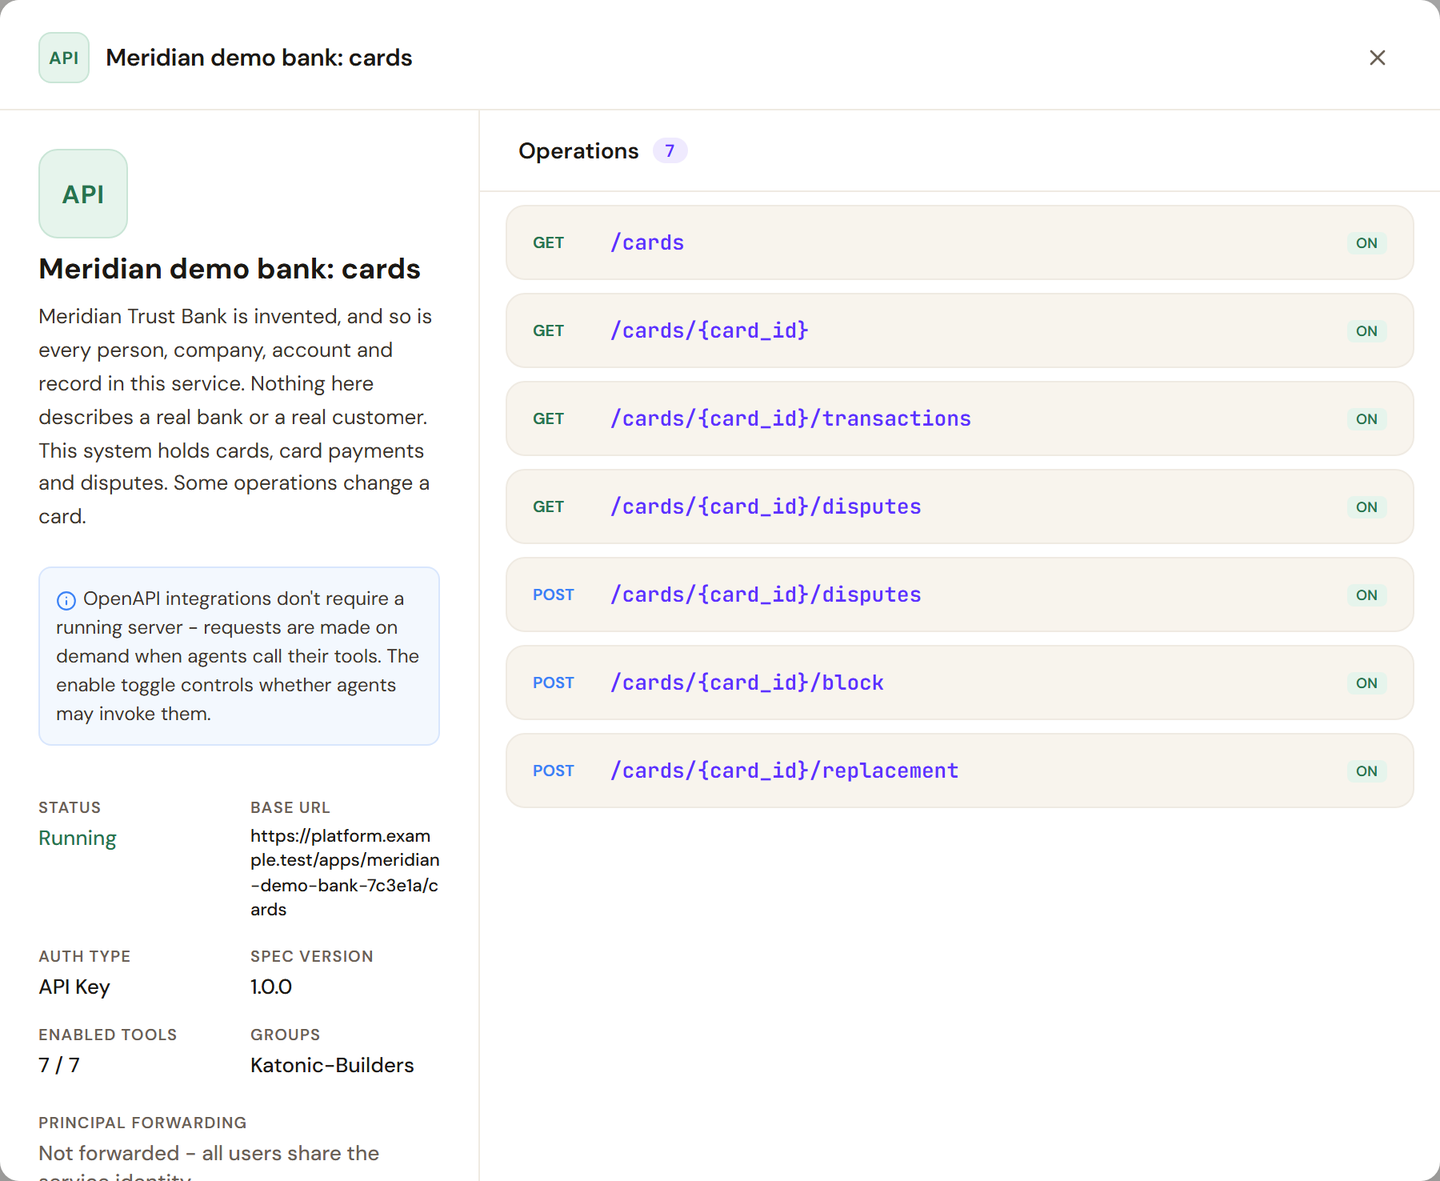 API
Meridian demo bank: cards
API
Meridian demo bank: cards
Meridian Trust Bank is invented, and so is
every person, company, account and
record in this service. Nothing here
describes a real bank or a real customer.
This system holds cards, card payments
and disputes. Some operations change a
card.
OpenAPI integrations don't require a
running server - requests are made on
demand when agents call their tools. The
enable toggle controls whether agents
may invoke them.
STATUS
Running
BASE URL
https://platform.exam
ple.test/apps/meridian
-demo-bank-7c3e1a/c
ards
AUTH TYPE
API Key
SPEC VERSION
1.0.0
ENABLED TOOLS
7 / 7
GROUPS
Katonic-Builders
PRINCIPAL FORWARDING
Not forwarded - all users share the
service identity
Operations 7
GET /cards ON
GET /cards/{card_id} ON
GET /cards/{card_id}/transactions ON
GET /cards/{card_id}/disputes ON
POST /cards/{card_id}/disputes ON
POST /cards/{card_id}/block ON
POST /cards/{card_id}/replacement ON